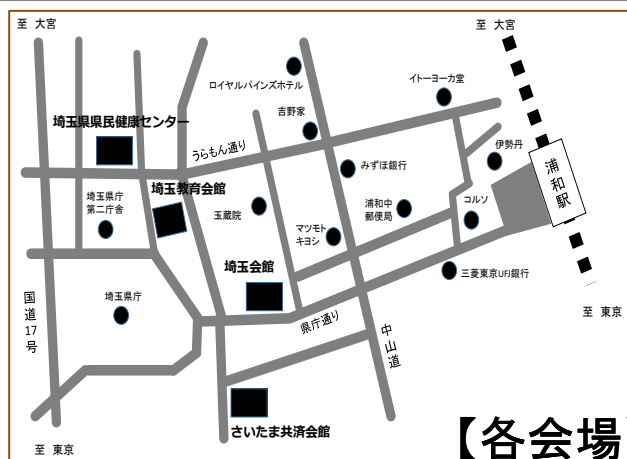 至 大宮
至 大宮
ロイヤルパインズホテル
イトーヨーカ堂
吉野家
埼玉県県民健康センター
うらもん通り
伊勢丹
みずほ銀行
浦和駅
埼玉県庁
第二庁舎
埼玉教育会館
玉蔵院
浦和中
郵便局
コルソ
マツモト
キヨシ
埼玉会館
三菱東京UFJ銀行
国道17号
埼玉県庁
県庁通り
中山道
至 東京
さいたま共済会館
至 東京
【各会場